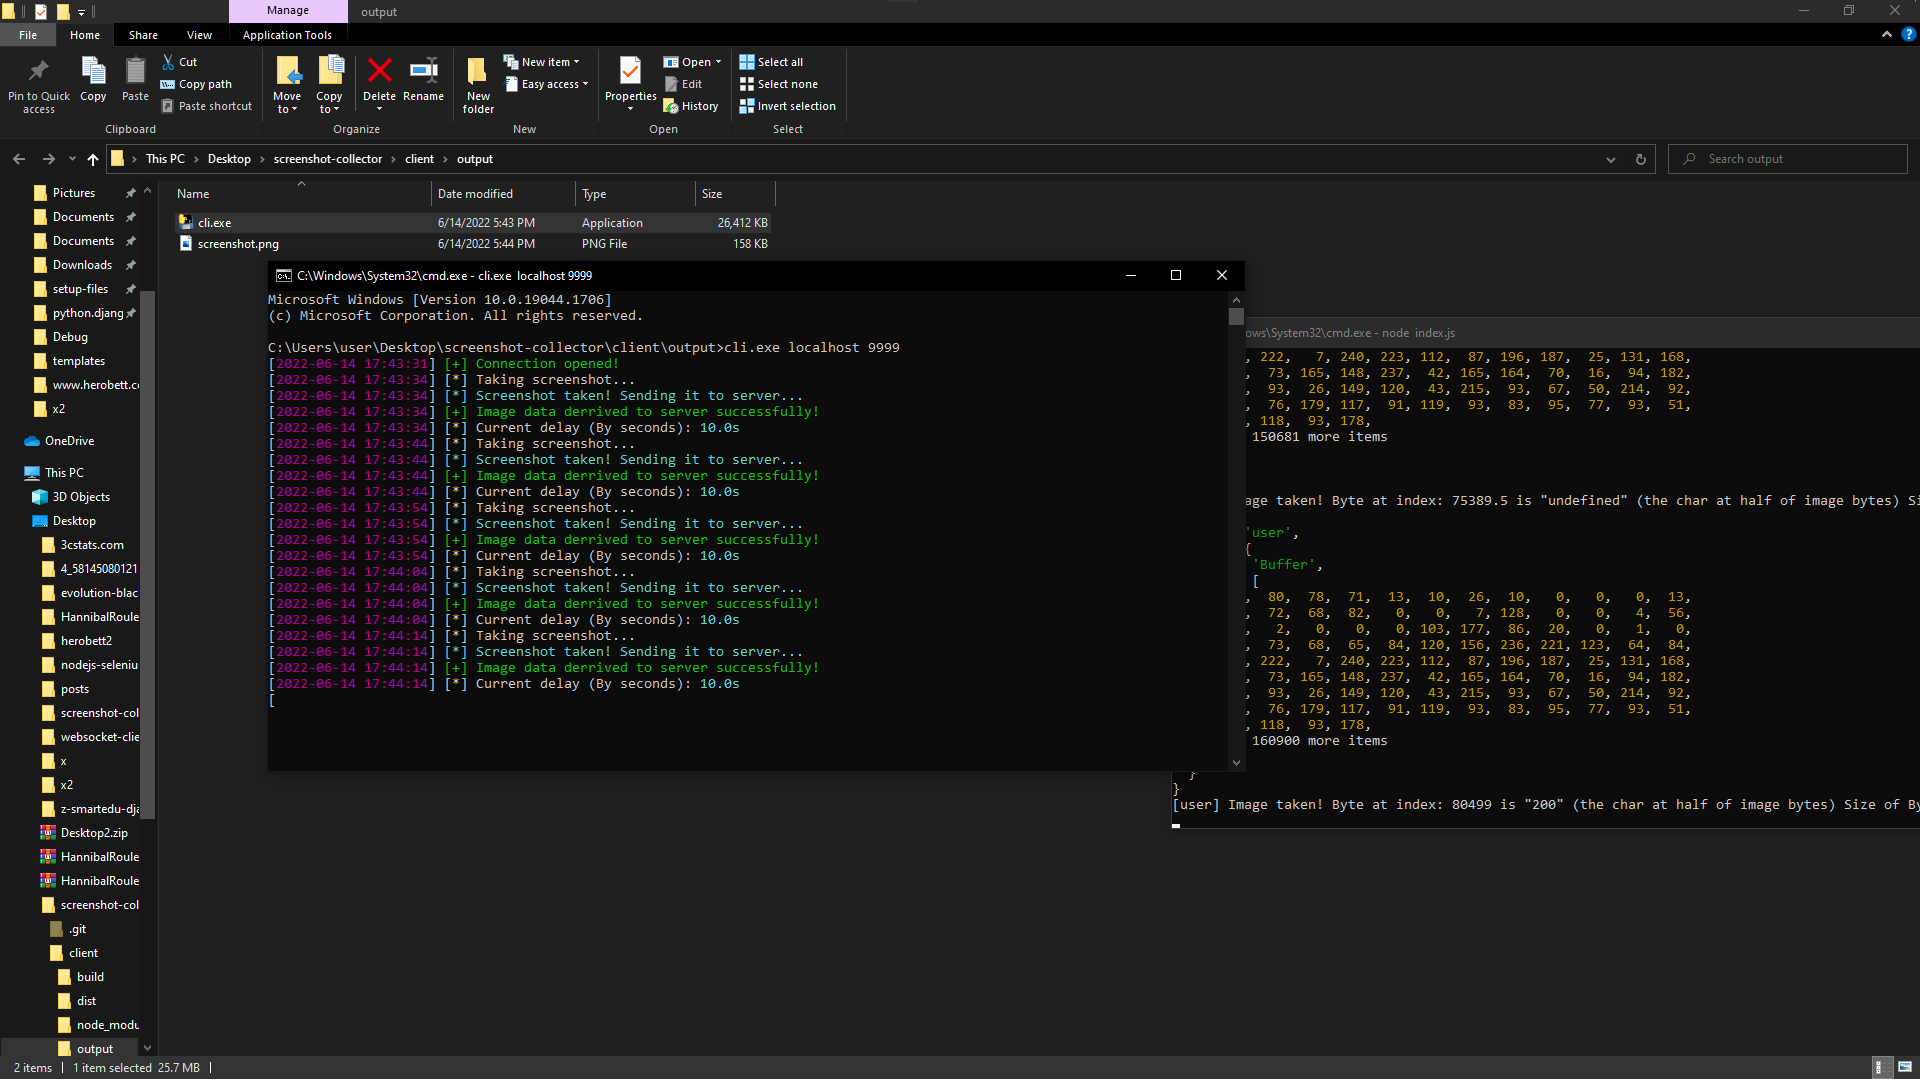 Manage
output
File
Home
Share
View
Application Tools
Pin to Quick access
Copy
Paste
Cut
Copy path
Paste shortcut
Clipboard
Move to
Copy to
Delete
Rename
Organize
New folder
New item
Easy access
New
Properties
Open
Edit
History
Open
Select all
Select none
Invert selection
Select
This PC › Desktop › screenshot-collector › client › output
Search output
Pictures
Documents
Documents
Downloads
setup-files
python.djang
Debug
templates
www.herobett.c
x2
OneDrive
This PC
3D Objects
Desktop
3cstats.com
4_58145080121
evolution-blac
HannibalRoule
herobett2
nodejs-seleniu
posts
screenshot-col
websocket-clie
x
x2
z-smartedu-dja
Desktop2.zip
HannibalRoule
HannibalRoule
screenshot-col
.git
client
build
dist
node_modu
output
Name Date modified Type Size
cli.exe 6/14/2022 5:43 PM Application 26,412 KB
screenshot.png 6/14/2022 5:44 PM PNG File 158 KB
C:\Windows\System32\cmd.exe - cli.exe localhost 9999
Microsoft Windows [Version 10.0.19044.1706]
(c) Microsoft Corporation. All rights reserved.
C:\Users\user\Desktop\screenshot-collector\client\output>cli.exe localhost 9999
[2022-06-14 17:43:31] [+] Connection opened!
[2022-06-14 17:43:34] [*] Taking screenshot...
[2022-06-14 17:43:34] [*] Screenshot taken! Sending it to server...
[2022-06-14 17:43:34] [+] Image data derrived to server successfully!
[2022-06-14 17:43:34] [*] Current delay (By seconds): 10.0s
[2022-06-14 17:43:44] [*] Taking screenshot...
[2022-06-14 17:43:44] [*] Screenshot taken! Sending it to server...
[2022-06-14 17:43:44] [+] Image data derrived to server successfully!
[2022-06-14 17:43:44] [*] Current delay (By seconds): 10.0s
[2022-06-14 17:43:54] [*] Taking screenshot...
[2022-06-14 17:43:54] [*] Screenshot taken! Sending it to server...
[2022-06-14 17:43:54] [+] Image data derrived to server successfully!
[2022-06-14 17:43:54] [*] Current delay (By seconds): 10.0s
[2022-06-14 17:44:04] [*] Taking screenshot...
[2022-06-14 17:44:04] [*] Screenshot taken! Sending it to server...
[2022-06-14 17:44:04] [+] Image data derrived to server successfully!
[2022-06-14 17:44:04] [*] Current delay (By seconds): 10.0s
[2022-06-14 17:44:14] [*] Taking screenshot...
[2022-06-14 17:44:14] [*] Screenshot taken! Sending it to server...
[2022-06-14 17:44:14] [+] Image data derrived to server successfully!
[2022-06-14 17:44:14] [*] Current delay (By seconds): 10.0s
[
ows\System32\cmd.exe - node index.js
, 222, 7, 240, 223, 112, 87, 196, 187, 25, 131, 168,
, 73, 165, 148, 237, 42, 165, 164, 70, 16, 94, 182,
, 93, 26, 149, 120, 43, 215, 93, 67, 50, 214, 92,
, 76, 179, 117, 91, 119, 93, 83, 95, 77, 93, 51,
, 118, 93, 178,
150681 more items
age taken! Byte at index: 75389.5 is "undefined" (the char at half of image bytes) Si
'user',
{
'Buffer',
[
, 80, 78, 71, 13, 10, 26, 10, 0, 0, 0, 13,
, 72, 68, 82, 0, 0, 7, 128, 0, 0, 4, 56,
, 2, 0, 0, 0, 103, 177, 86, 20, 0, 1, 0,
, 73, 68, 65, 84, 120, 156, 236, 221, 123, 64, 84,
, 222, 7, 240, 223, 112, 87, 196, 187, 25, 131, 168,
, 73, 165, 148, 237, 42, 165, 164, 70, 16, 94, 182,
, 93, 26, 149, 120, 43, 215, 93, 67, 50, 214, 92,
, 76, 179, 117, 91, 119, 93, 83, 95, 77, 93, 51,
, 118, 93, 178,
160900 more items
}
}
[user] Image taken! Byte at index: 80499 is "200" (the char at half of image bytes) Size of By
2 items
1 item selected 25.7 MB